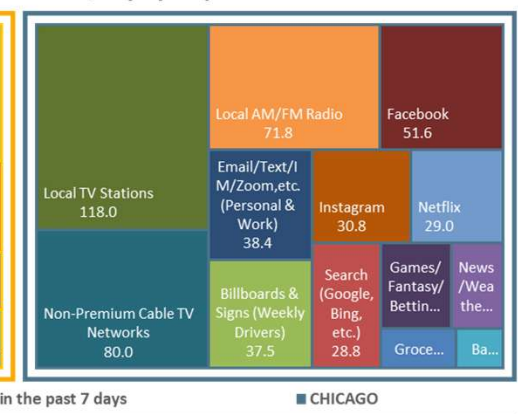 Local TV Stations
118.0
Non-Premium Cable TV
Networks
80.0
Local AM/FM Radio
71.8
Facebook
51.6
Email/Text/I
M/Zoom,etc.
(Personal &
Work)
38.4
Instagram
30.8
Netflix
29.0
Billboards &
Signs (Weekly
Drivers)
37.5
Search
(Google,
Bing,
etc.)
28.8
Games/
Fantasy/
Bettin...
News
/Wea
the...
Groce...
Ba...
in the past 7 days
CHICAGO